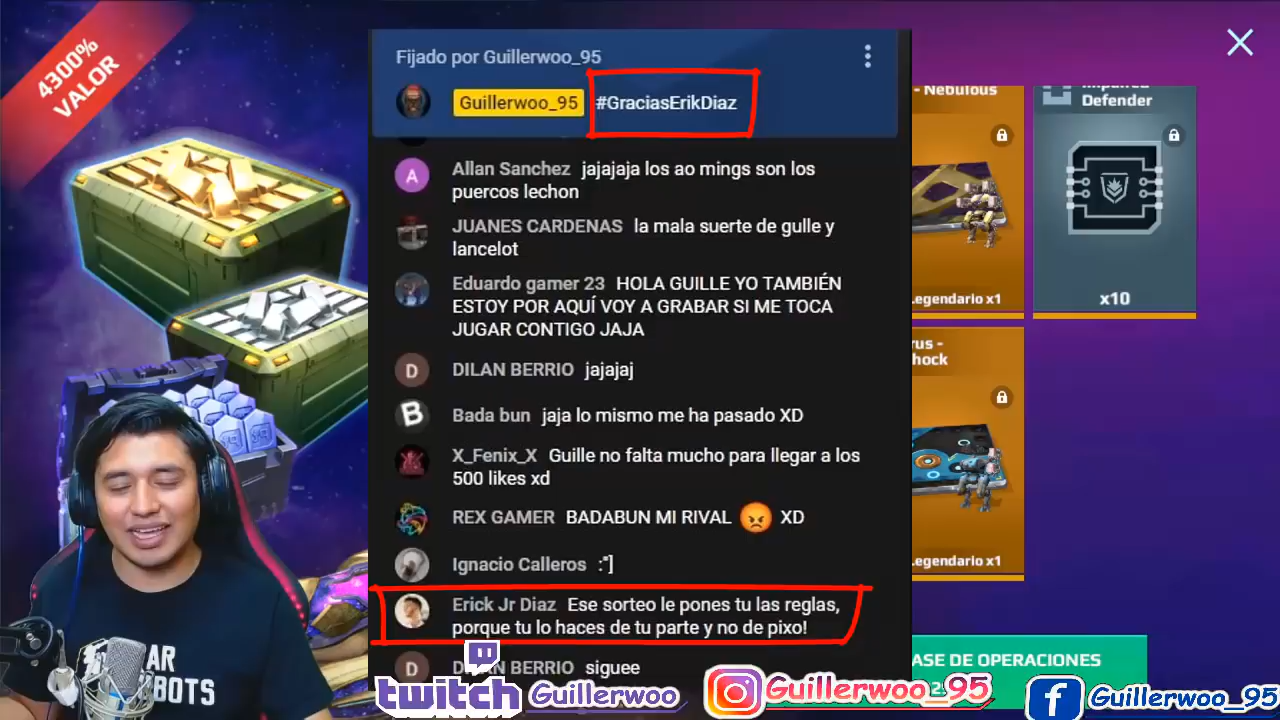 4300%
VALOR
Fijado por Guillerwoo_95
Guillerwoo_95 #GraciasErikDiaz
Allan Sanchez jajajaja los ao mings son los
puercos lechon
JUANES CARDENAS la mala suerte de gulle y
lancelot
Eduardo gamer 23 HOLA GUILLE YO TAMBIÉN
ESTOY POR AQUÍ VOY A GRABAR SI ME TOCA
JUGAR CONTIGO JAJA
DILAN BERRIO jajajaj
Bada bun jaja lo mismo me ha pasado XD
X_Fenix_X Guille no falta mucho para llegar a los
500 likes xd
REX GAMER BADABUN MI RIVAL 😡 XD
Ignacio Calleros :"]
Erick Jr Diaz Ese sorteo le pones tu las reglas,
porque tu lo haces de tu parte y no de pixo!
BERRIO siguee
- Nebulous
Legendario x1
Defender
x10
Legendario x1
DE OPERACIONES
twitch Guillerwoo
Guillerwoo_95
Guillerwoo_95